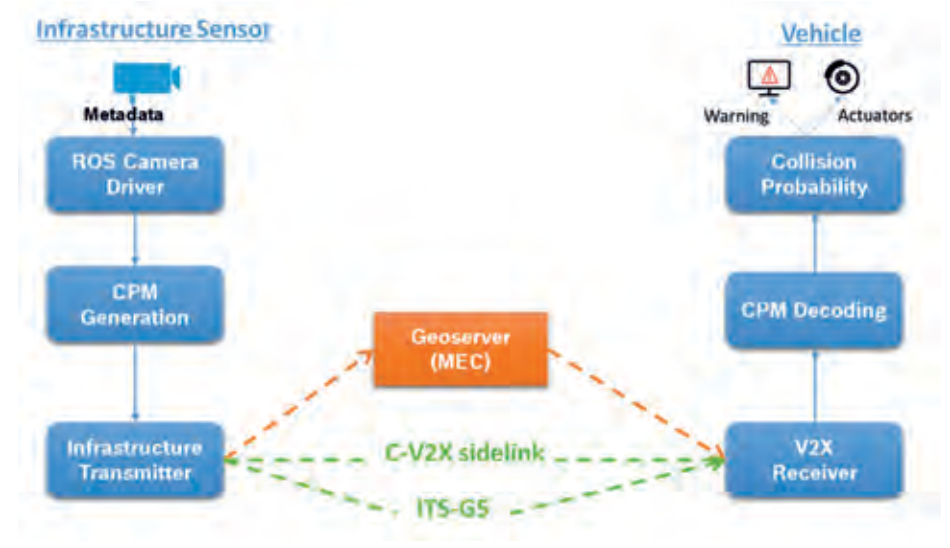 Infrastructure Sensor
Metadata
ROS Camera
Driver
CPM
Generation
Infrastructure
Transmitter
Geoserver
(MEC)
C-V2X sidelink
ITS-G5
Vehicle
Warning
Actuators
Collision
Probability
CPM Decoding
V2X
Receiver